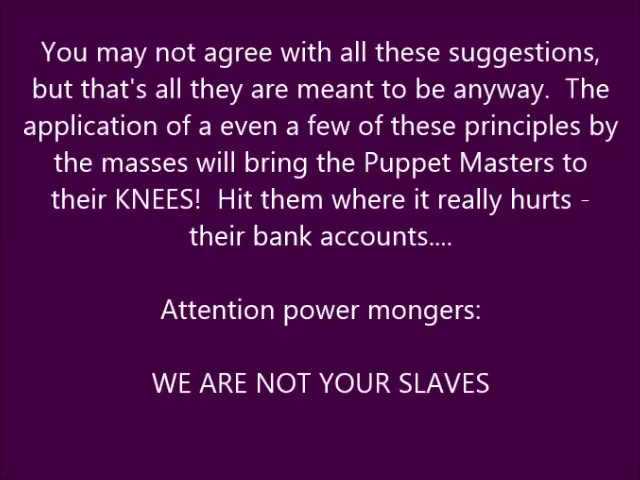 You may not agree with all these suggestions,
but that's all they are meant to be anyway.  The
application of a even a few of these principles by
the masses will bring the Puppet Masters to
their KNEES!  Hit them where it really hurts -
their bank accounts....
Attention power mongers:
WE ARE NOT YOUR SLAVES